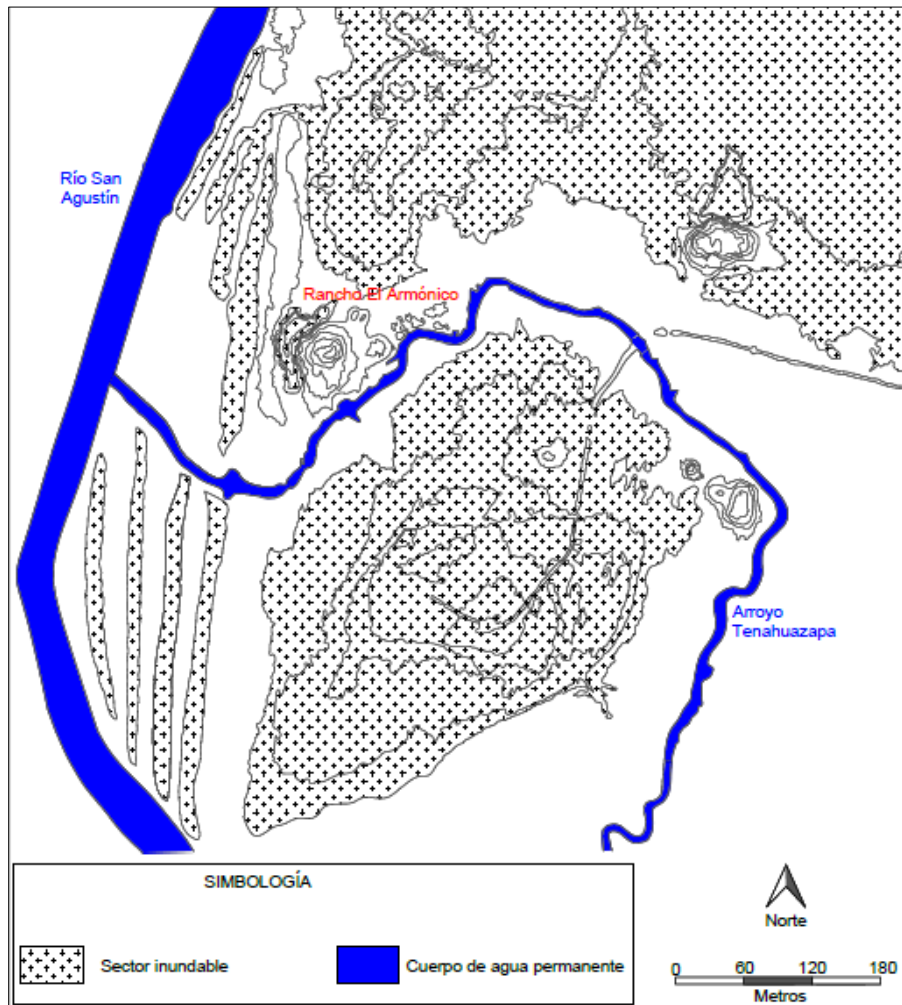 Río San
Agustín
Rancho El Armónico
Arroyo
Tenahuazapa
SIMBOLOGÍA
Sector inundable
Cuerpo de agua permanente
Norte
0 60 120 180
Metros